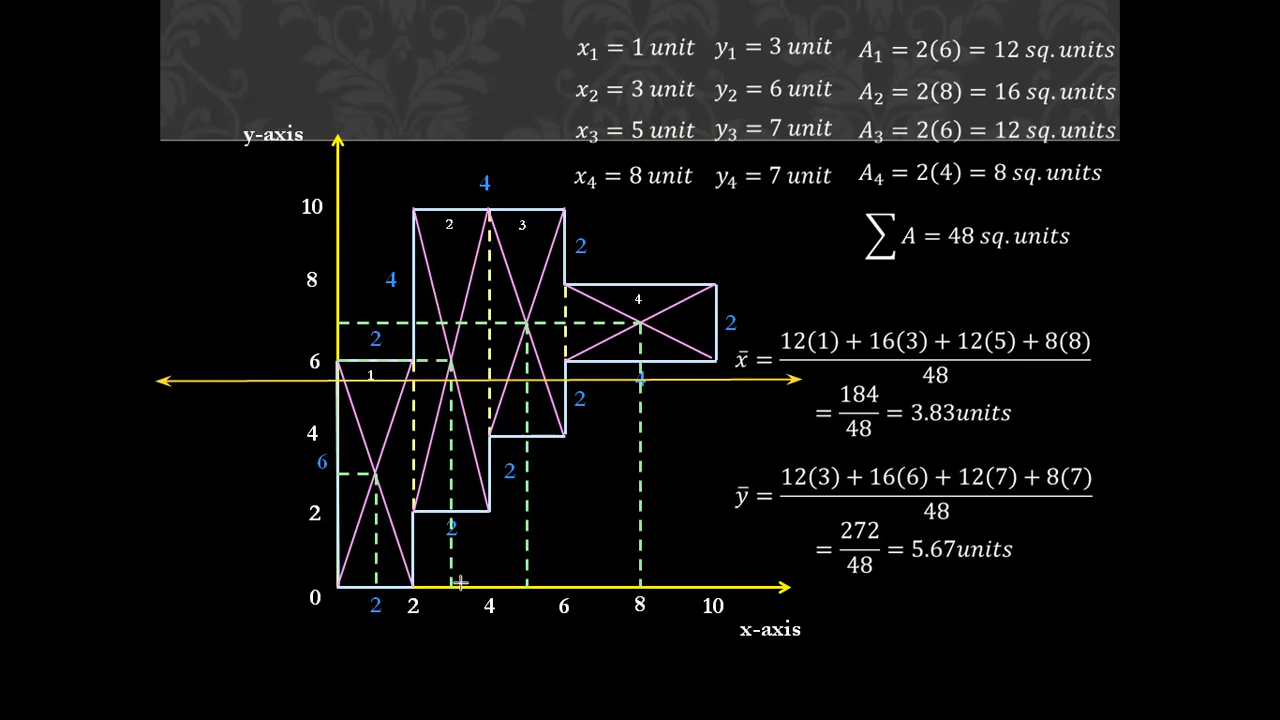 x₁ = 1 unit y₁ = 3 unit A₁ = 2(6) = 12 sq.units
x₂ = 3 unit y₂ = 6 unit A₂ = 2(8) = 16 sq.units
x₃ = 5 unit y₃ = 7 unit A₃ = 2(6) = 12 sq.units
x₄ = 8 unit y₄ = 7 unit A₄ = 2(4) = 8 sq.units
∑ A = 48 sq.units
y-axis
4
10
2 3
2
8
4
4
2
2
6
1
4
2
4
6
2
2
2
0
2 2 4 6 8 10
x-axis
x̄ = 12(1) + 16(3) + 12(5) + 8(8) / 48
= 184 / 48 = 3.83units
ȳ = 12(3) + 16(6) + 12(7) + 8(7) / 48
= 272 / 48 = 5.67units